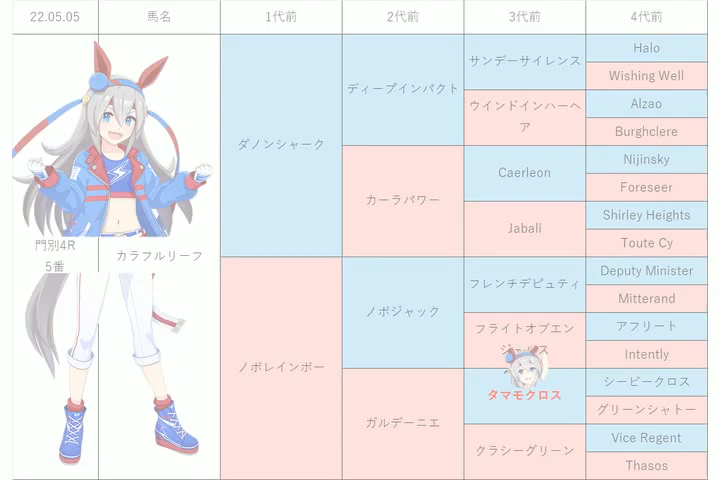 22.05.05 馬名 1代前 2代前 3代前 4代前
門別4R
5番
カラフルリーフ
ダノンシャーク
ノボレインボー
ディープインパクト
カーラパワー
ノボジャック
ガルデーニエ
サンデーサイレンス
ウインドインハーヘ
ア
Caerleon
Jabali
フレンチデピュティ
フライトオブエン
タマモクロス
クラシーグリーン
Halo
Wishing Well
Alzao
Burghclere
Nijinsky
Foreseer
Shirley Heights
Toute Cy
Deputy Minister
Mitterand
アフリート
Intently
シービークロス
グリーンシャトー
Vice Regent
Thasos